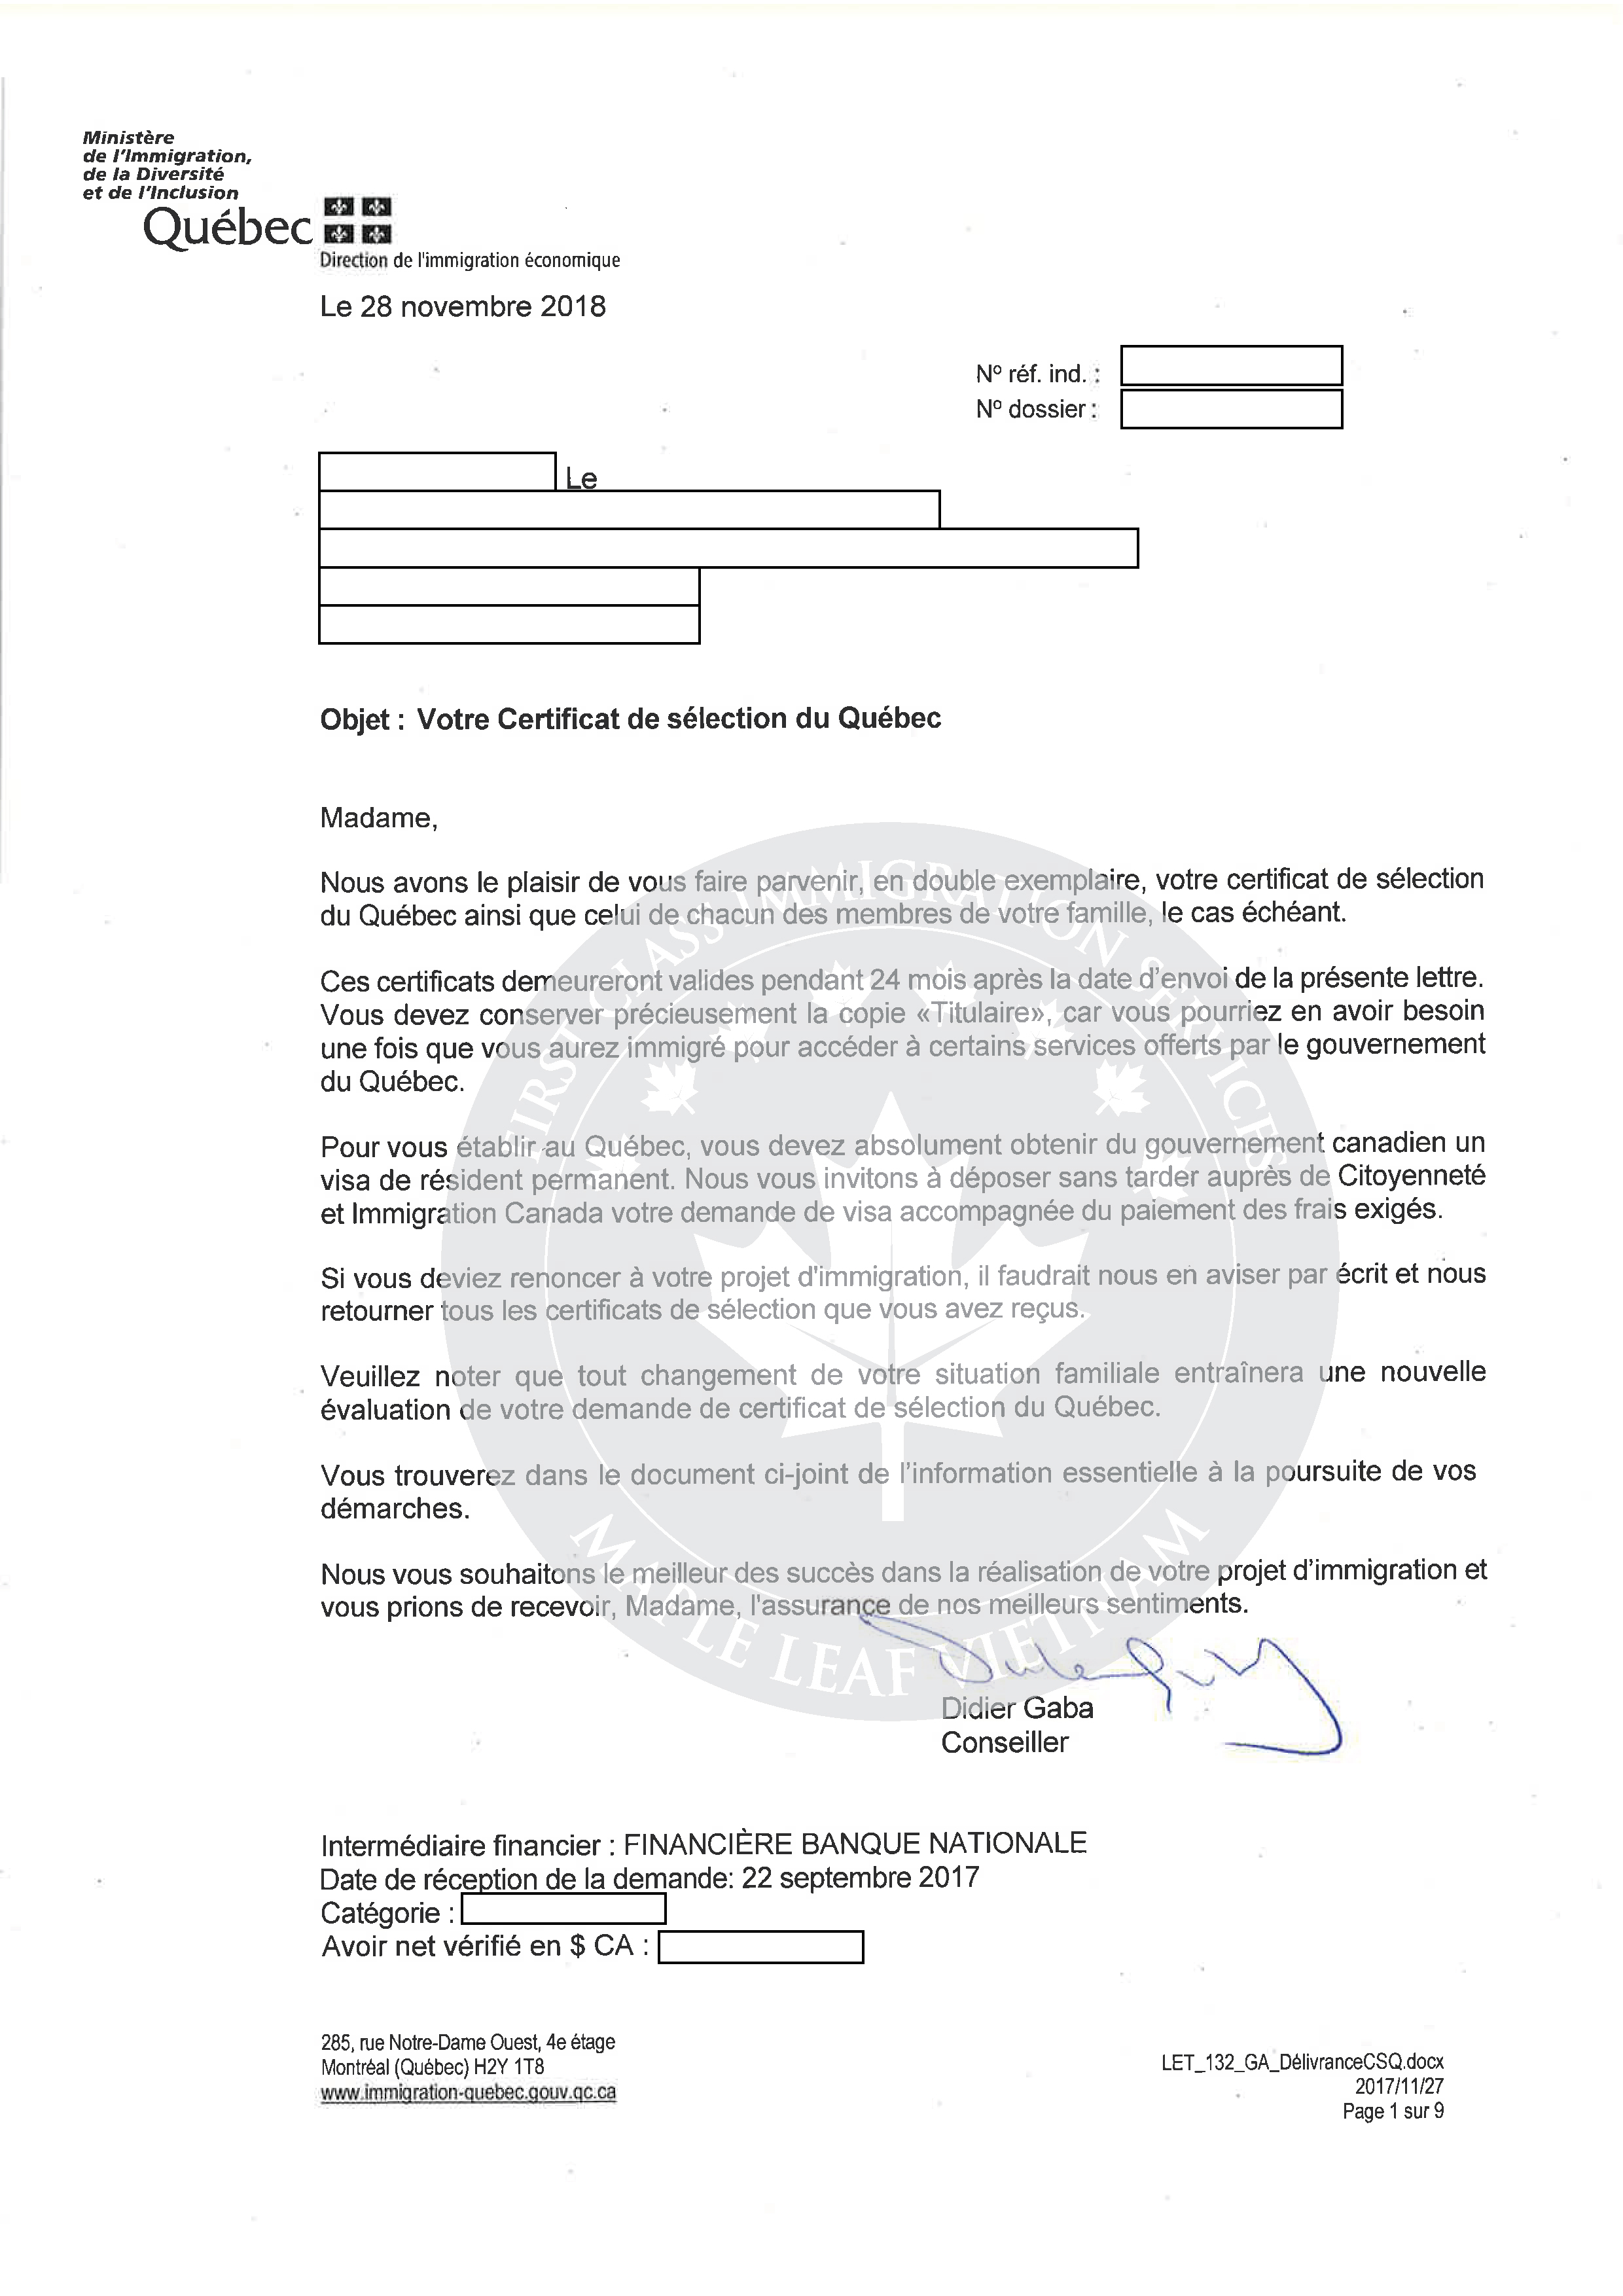 Ministère
de l'Immigration,
de la Diversité
et de l'Inclusion
Québec
Direction de l'immigration économique
Le 28 novembre 2018
Nº réf. ind. :
Nº dossier :
Le
Objet : Votre Certificat de sélection du Québec
Madame,
Nous avons le plaisir de vous faire parvenir, en double exemplaire, votre certificat de sélection
du Québec ainsi que celui de chacun des membres de votre famille, le cas échéant.
Ces certificats demeureront valides pendant 24 mois après la date d'envoi de la présente lettre.
Vous devez conserver précieusement la copie «Titulaire», car vous pourriez en avoir besoin
une fois que vous aurez immigré pour accéder à certains services offerts par le gouvernement
du Québec.
Pour vous établir au Québec, vous devez absolument obtenir du gouvernement canadien un
visa de résident permanent. Nous vous invitons à déposer sans tarder auprès de Citoyenneté
et Immigration Canada votre demande de visa accompagnée du paiement des frais exigés.
Si vous deviez renoncer à votre projet d'immigration, il faudrait nous en aviser par écrit et nous
retourner tous les certificats de sélection que vous avez reçus.
Veuillez noter que tout changement de votre situation familiale entraînera une nouvelle
évaluation de votre demande de certificat de sélection du Québec.
Vous trouverez dans le document ci-joint de l'information essentielle à la poursuite de vos
démarches.
Nous vous souhaitons le meilleur des succès dans la réalisation de votre projet d'immigration et
vous prions de recevoir, Madame, l'assurance de nos meilleurs sentiments.
FIRST CLASS IMMIGRATION SERVICES
MAPLE LEAF VIETNAM
Didier Gaba
Conseiller
Intermédiaire financier : FINANCIÈRE BANQUE NATIONALE
Date de réception de la demande: 22 septembre 2017
Catégorie :
Avoir net vérifié en $ CA :
285, rue Notre-Dame Ouest, 4e étage
Montréal (Québec) H2Y 1T8
www.immigration-quebec.gouv.qc.ca
LET_132_GA_DélivranceCSQ.docx
2017/11/27
Page 1 sur 9